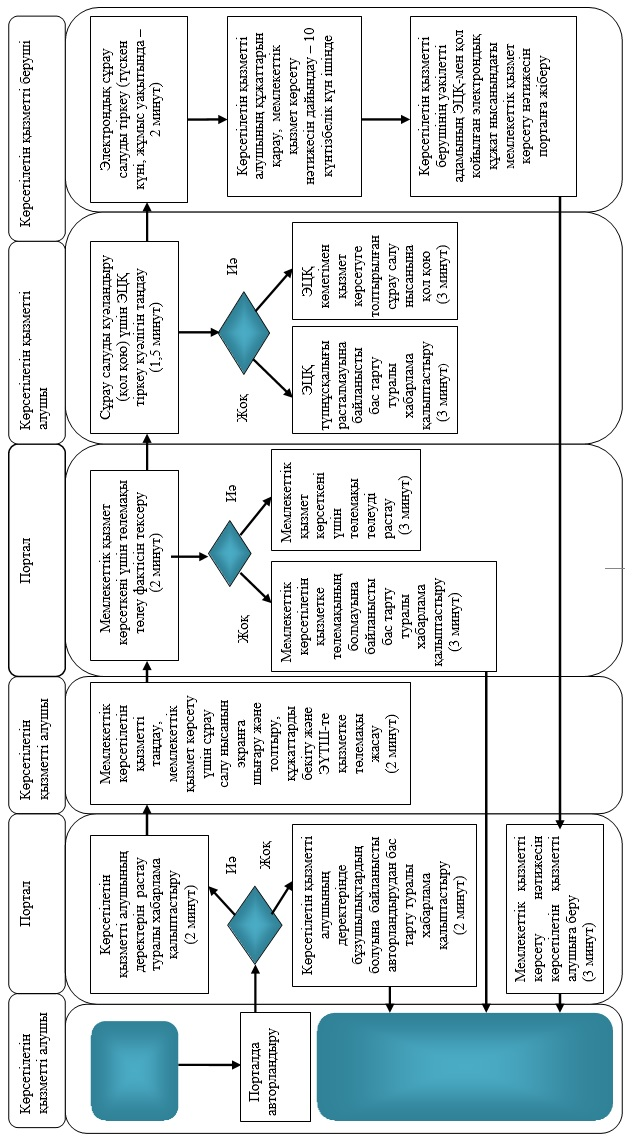 Көрсетілетін
қызметті алушы
Портал
Көрсетілетін
қызметті алушы
Портал
Көрсетілетін қызметті
алушы
Көрсетілетін қызметті беруші
Порталда
авторландыру
Көрсетілетін
қызметті алушының
деректерін растау
туралы хабарлама
қалыптастыру
(2 минут)
Иә
Жоқ
Көрсетілетін қызметті
алушының
деректерінде
бұзушылықтардың
болуына байланысты
авторландырудан бас
тарту туралы
хабарлама
қалыптастыру
(2 минут)
Мемлекеттік қызметті
көрсету нәтижесін
көрсетілетін қызметті
алушыға беру
(3 минут)
Мемлекеттік
көрсетілетін
қызметті
таңдау,
мемлекеттік
қызмет көрсету
үшін сұрау
салу нысанын
экранға
шығару және
толтыру,
құжаттарды
бекіту және
ЭҮТШ-те
қызметке
төлемақы
жасау
(2 минут)
Мемлекеттік қызмет
көрсеткені үшін төлемақы
төлеу фактісін тексеру
(2 минут)
Иә
Жоқ
Мемлекеттік
қызмет
көрсеткені
үшін
төлемақы
төлеуді
растау
(3 минут)
Мемлекеттік
көрсетілетін
қызметке
төлемақының
болмауына
байланысты
бас тарту
туралы
хабарлама
қалыптастыру
(3 минут)
Сұрау салуды куәландыру
(қол қою) үшін ЭЦҚ
тіркеу куәлігін таңдау
(1,5 минут)
Иә
Жоқ
ЭЦҚ
көмегімен
қызмет
көрсетуге
толтырылған
сұрау салу
нысанына
қол қою
(3 минут)
ЭЦҚ
түпнұсқалығы
расталмауына
байланысты
бас тарту
туралы
хабарлама
қалыптастыру
(3 минут)
Электрондық сұрау
салуды тіркеу (түскен
күні, жұмыс уақытында –
2 минут)
Көрсетілетін қызметті
алушының құжаттарын
қарау, мемлекеттік
қызмет көрсету
нәтижесін дайындау – 10
күнтізбелік күн ішінде
Көрсетілетін қызметті
берушінің уәкілетті
адамының ЭЦҚ-мен қол
қойылған электрондық
құжат нысанындағы
мемлекеттік қызмет
көрсету нәтижесін
порталға жіберу